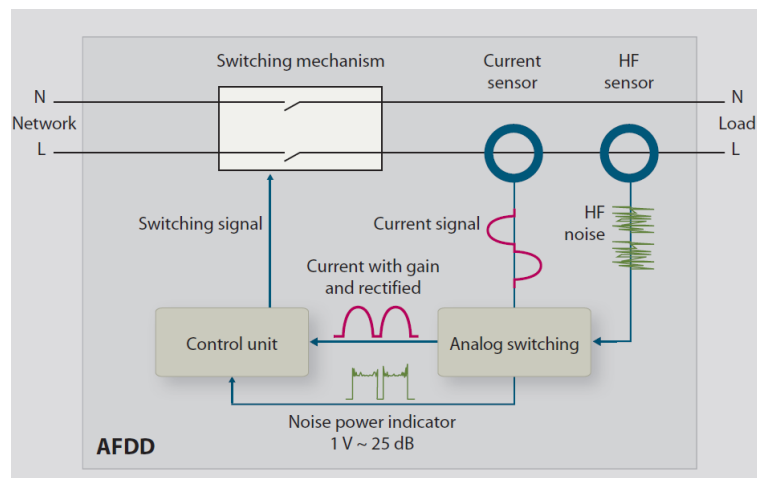 Switching mechanism
Current
sensor
HF
sensor
N
N
Network
Load
L
L
Switching signal
Current signal
HF
noise
Current with gain
and rectified
Control unit
Analog switching
Noise power indicator
1 V ~ 25 dB
AFDD